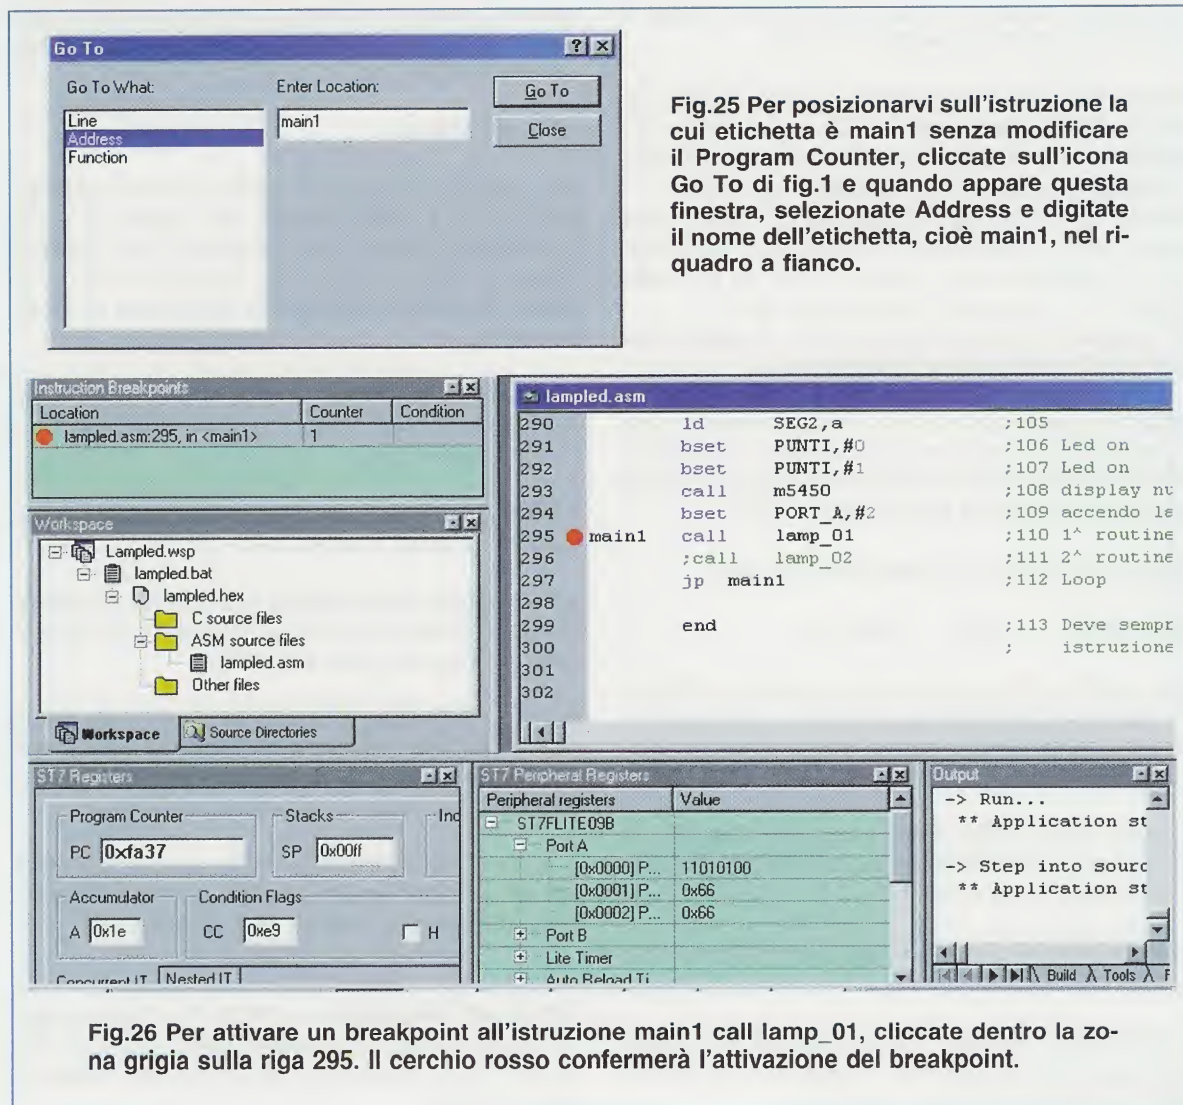 Go To
Go To What:
Enter Location:
Go To
Line
main1
Address
Close
Function
Fig.25 Per posizionarvi sull'istruzione la
cui etichetta è main1 senza modificare
il Program Counter, cliccate sull'icona
Go To di fig.1 e quando appare questa
finestra, selezionate Address e digitate
il nome dell'etichetta, cioè main1, nel ri-
quadro a fianco.
Instruction Breakpoints
Location Counter Condition
lampled.asm:295, in <main1> 1
Workspace
Lampled.wsp
lampled.bat
lampled.hex
C source files
ASM source files
lampled.asm
Other files
Workspace Source Directories
lampled.asm
290 ld SEG2,a ;105
291 bset PUNTI,#0 ;106 Led on
292 bset PUNTI,#1 ;107 Led on
293 call m5450 ;108 display nu
294 bset PORT_A,#2 ;109 accendo le
295 main1 call lamp_01 ;110 1^ routine
296 ;call lamp_02 ;111 2^ routine
297 jp main1 ;112 Loop
298
299 end ;113 Deve sempr
300 ; istruzione
301
302
ST7 Registers
Program Counter Stacks Ind
PC 0xfa37 SP 0x00ff
Accumulator Condition Flags
A 0x1e CC 0xe9 H
Concurrent IT Nested IT
ST7 Peripheral Registers
Peripheral registers Value
ST7FLITE09B
Port A
[0x0000] P... 11010100
[0x0001] P... 0x66
[0x0002] P... 0x66
Port B
Lite Timer
Auto Reload Ti
Output
-> Run...
** Application st
-> Step into sourc
** Application st
Build Tools F
Fig.26 Per attivare un breakpoint all'istruzione main1 call lamp_01, cliccate dentro la zo-
na grigia sulla riga 295. Il cerchio rosso confermerà l'attivazione del breakpoint.